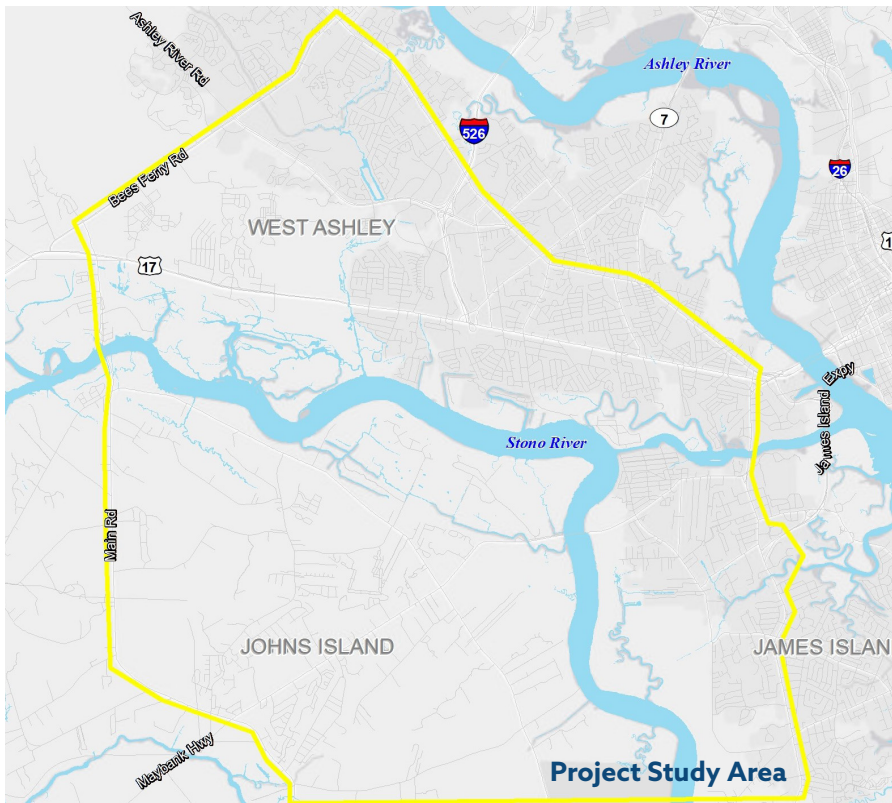 Ashley River Rd
Ashley River
526
7
26
Bees Ferry Rd
WEST ASHLEY
1
17
James Island Expy
Stono River
Main Rd
JOHNS ISLAND
JAMES ISLAN
Maybank Hwy
Project Study Area